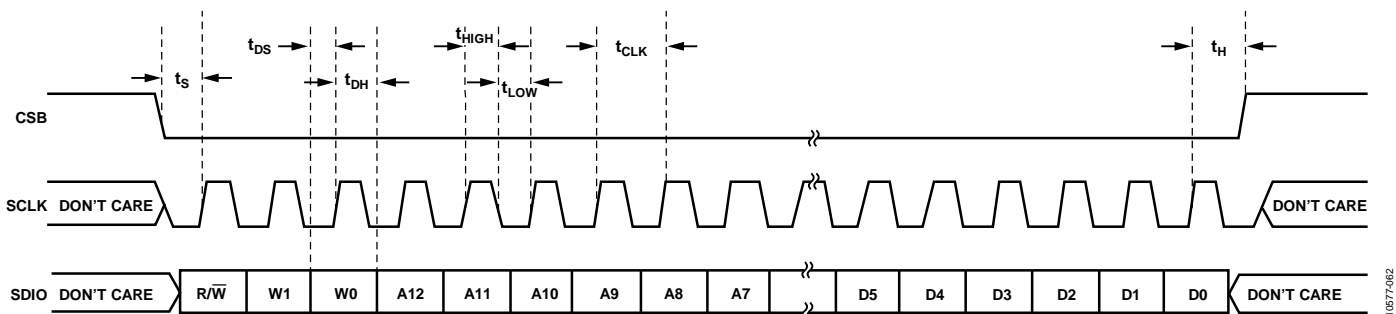 tDS tHIGH tCLK tH
tS tDH tLOW
CSB
SCLK DON'T CARE DON'T CARE
SDIO DON'T CARE R/W̅ W1 W0 A12 A11 A10 A9 A8 A7 D5 D4 D3 D2 D1 D0 DON'T CARE
10577-062